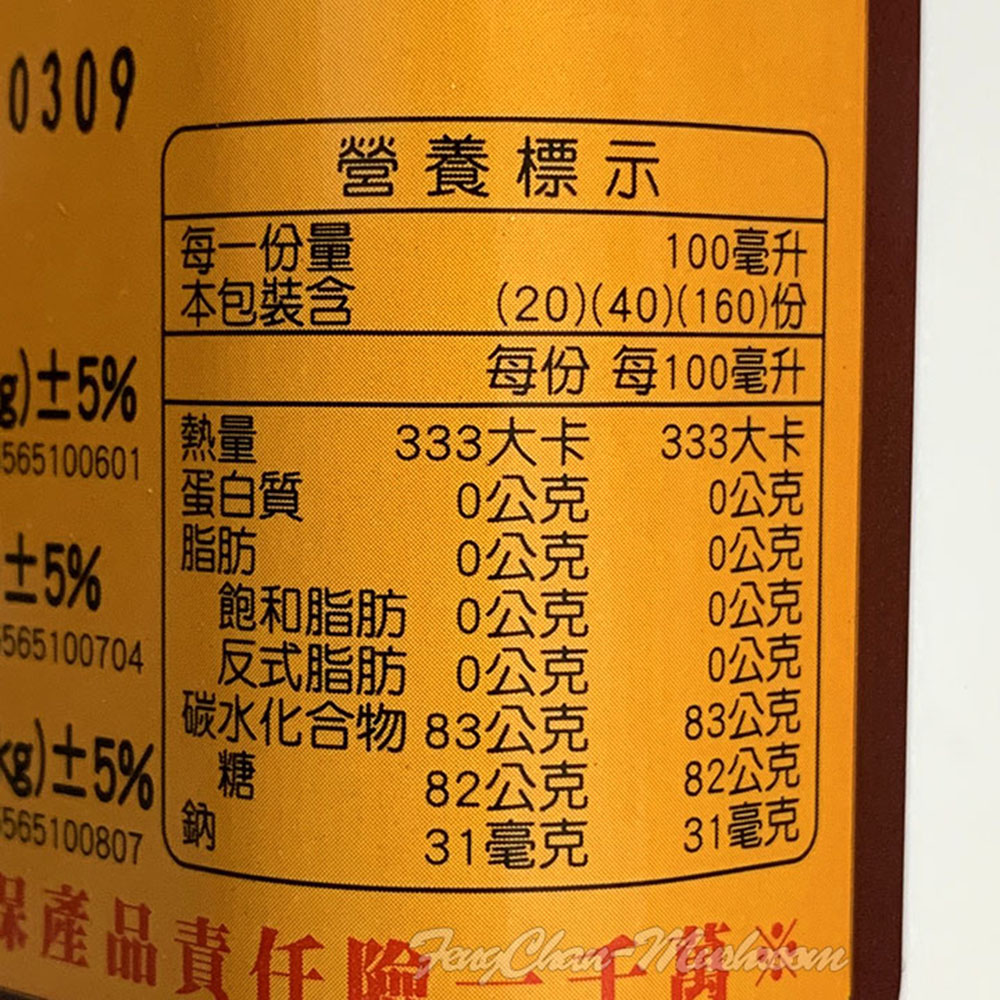 0309
營養標示
每一份量 100毫升
本包裝含 (20)(40)(160)份
每份 每100毫升
g)±5%
熱量 333大卡 333大卡
565100601
蛋白質 0公克 0公克
脂肪 0公克 0公克
±5%
飽和脂肪 0公克 0公克
565100704
反式脂肪 0公克 0公克
碳水化合物 83公克 83公克
kg)±5%
糖 82公克 82公克
鈉 31毫克 31毫克
565100807
保產品責任險一千萬※
FengChan-Mushroom